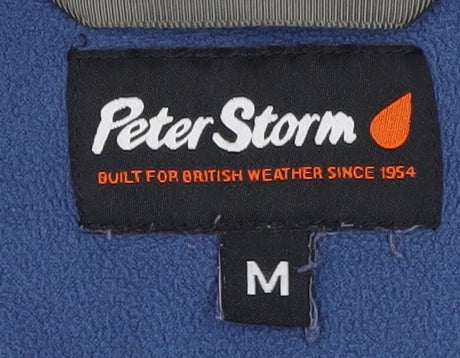 Peter Storm
BUILT FOR BRITISH WEATHER SINCE 1954
M